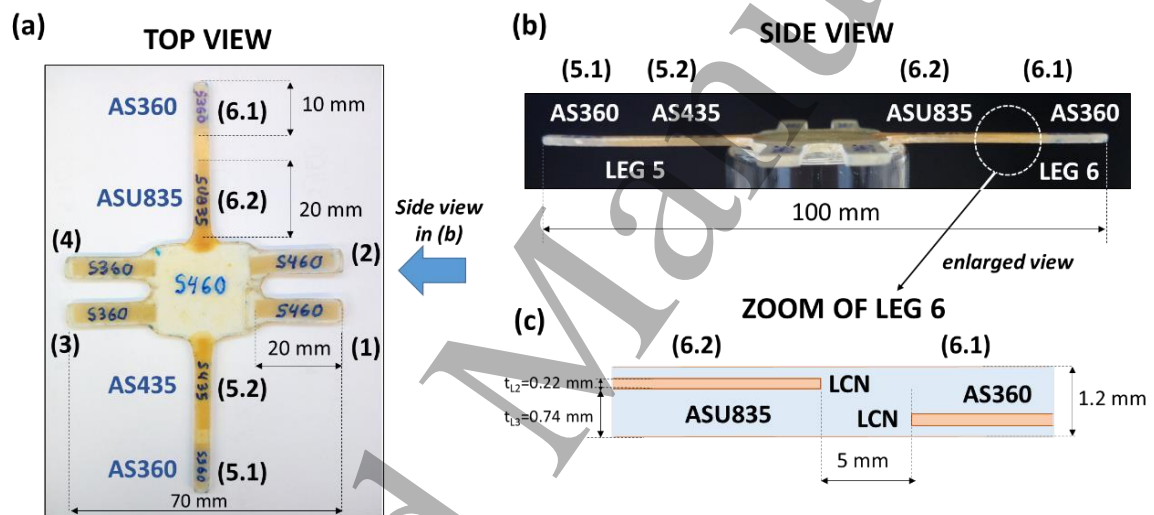 (a)
TOP VIEW
AS360
S360
(6.1)
10 mm
ASU835
SU835
(6.2)
20 mm
(4)
(2)
S360
S460
S460
S360
S460
(3)
20 mm
(1)
AS435
S435
(5.2)
AS360
S360
(5.1)
70 mm
Side view
in (b)
(b)
SIDE VIEW
(5.1)
(5.2)
(6.2)
(6.1)
AS360
AS435
ASU835
AS360
LEG 5
LEG 6
100 mm
enlarged view
ZOOM OF LEG 6
(c)
(6.2)
(6.1)
tL2=0.22 mm
LCN
AS360
tL3=0.74 mm
ASU835
LCN
1.2 mm
5 mm
d Manu